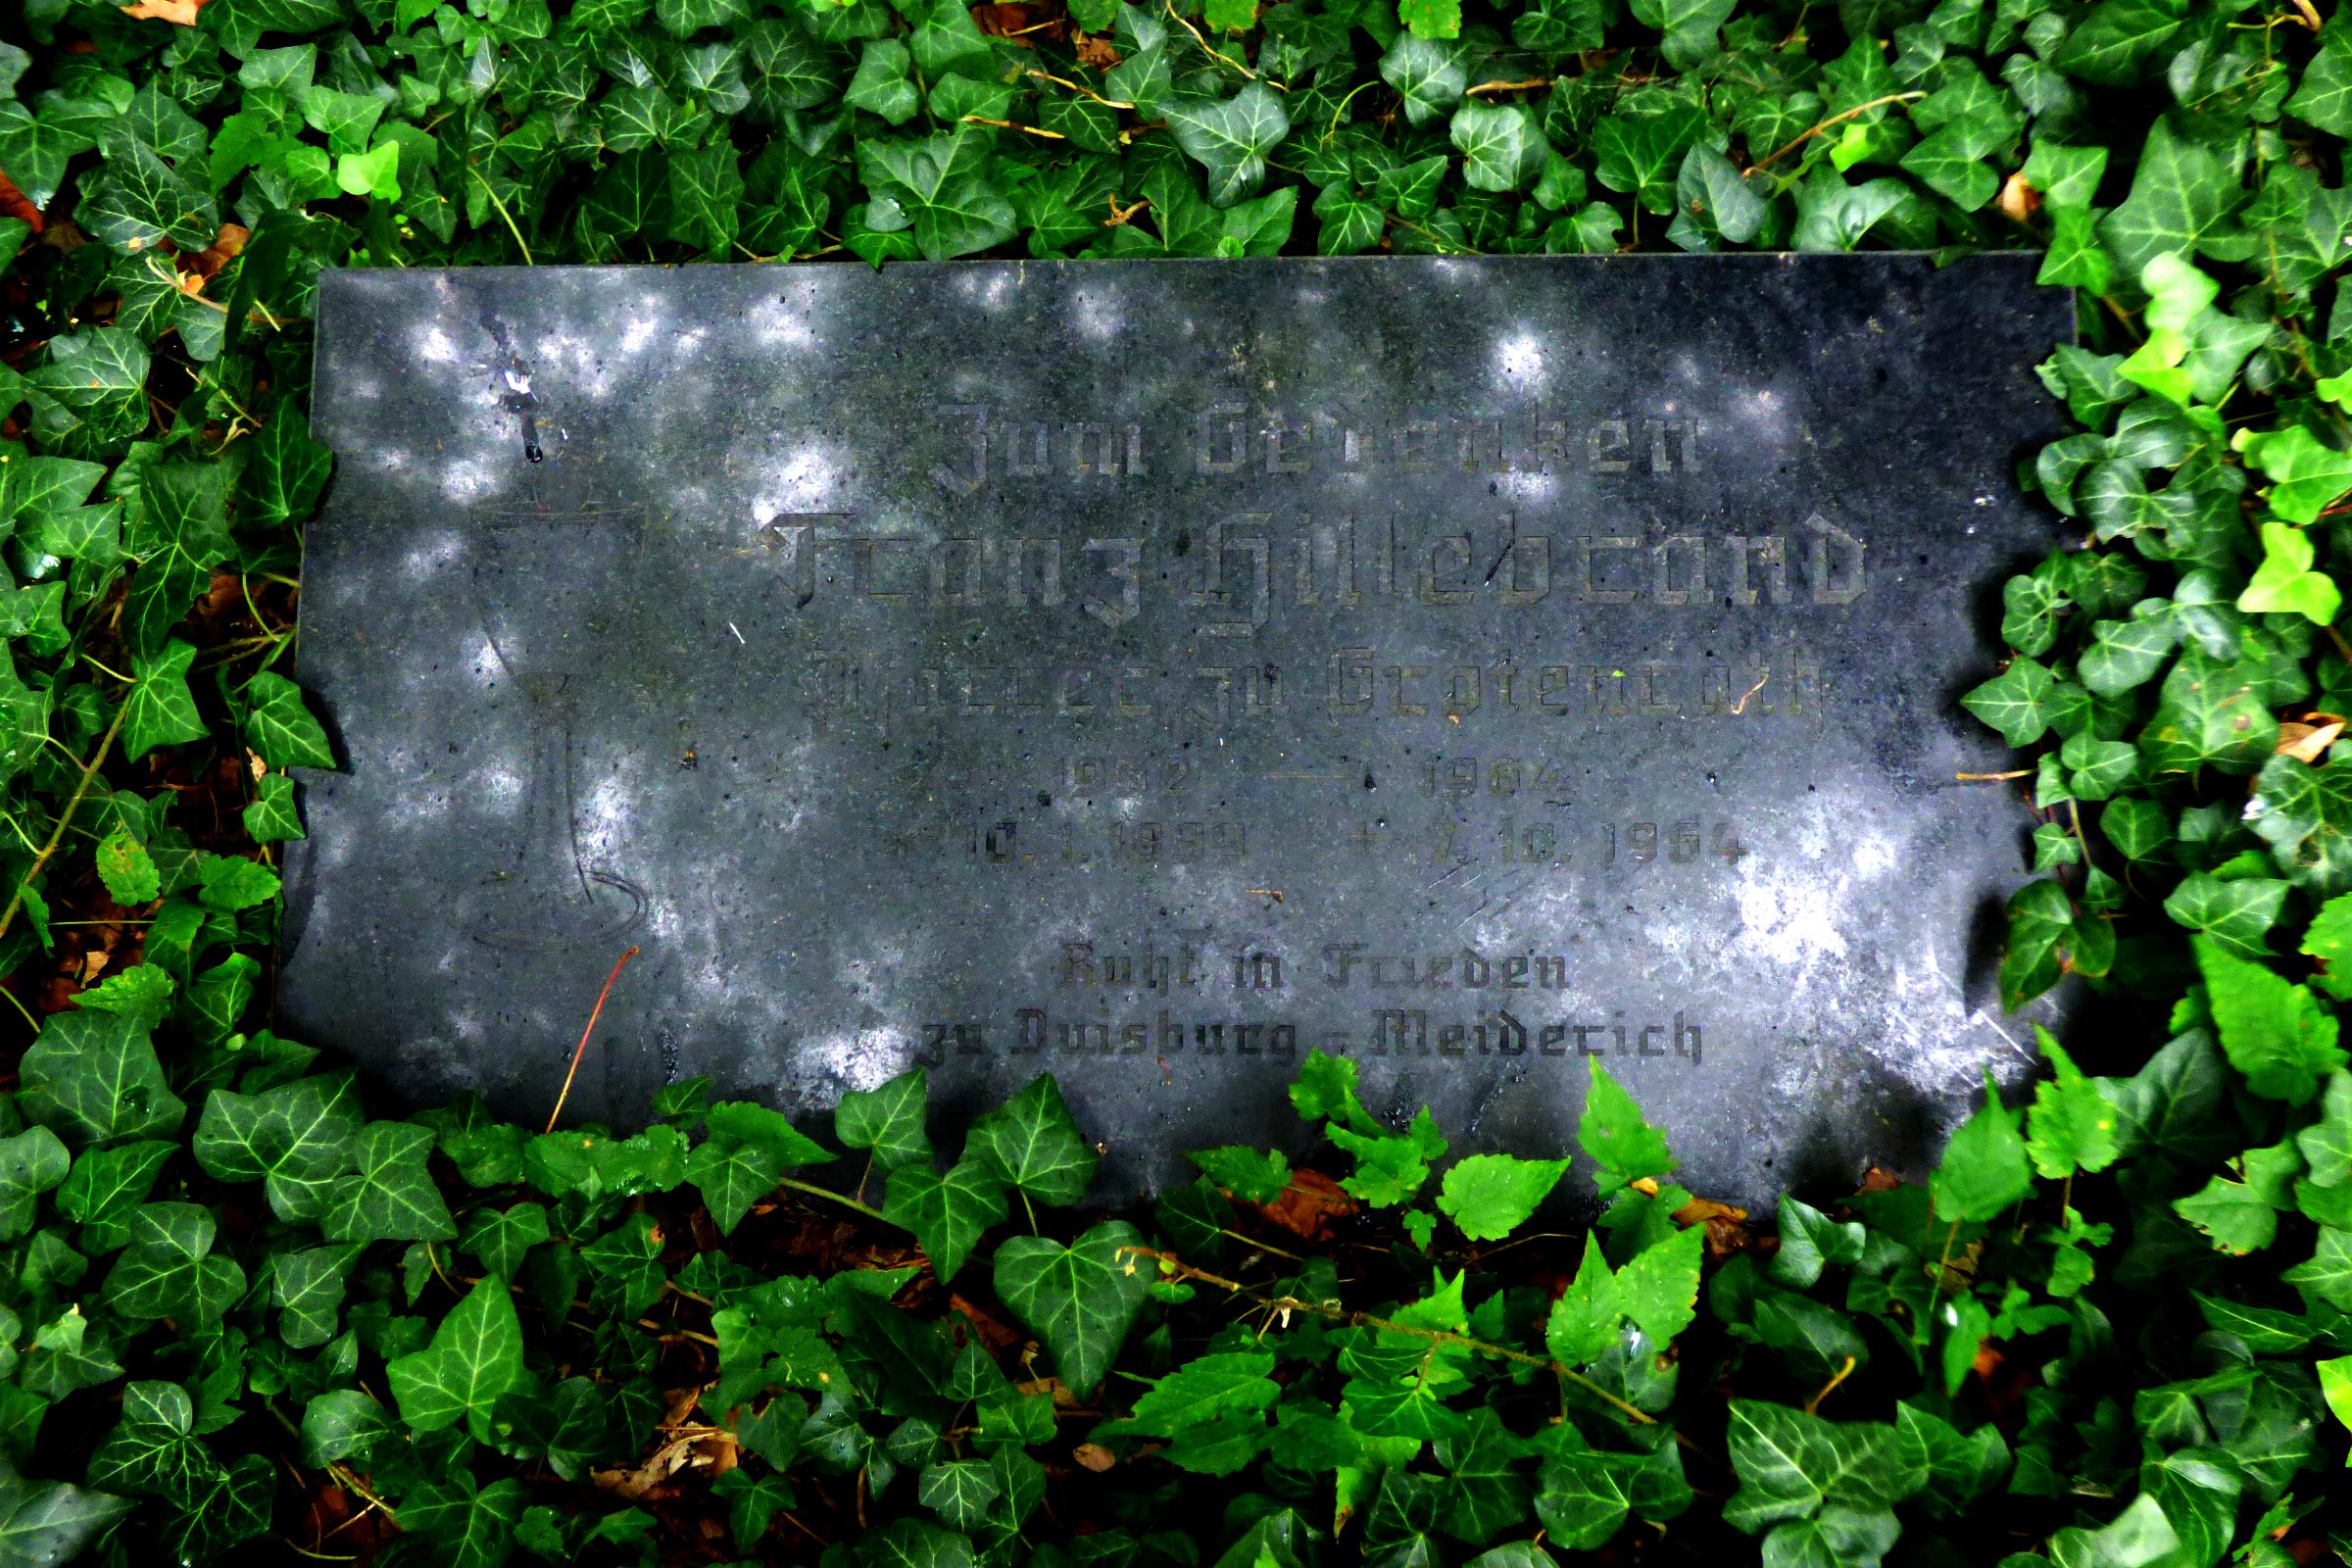 Zum Gedenken
Franz Hillebrand
Pfarrer zu Grotenrath
1952 — 1964
* 10. 1. 1899 + 7. 10. 1964
Ruht in Frieden
zu Duisburg - Meiderich